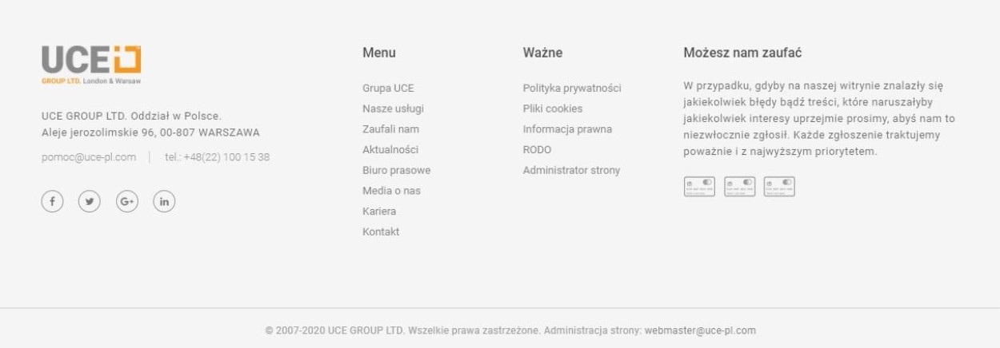 UCE
GROUP LTD. London & Warsaw
UCE GROUP LTD. Oddział w Polsce.
Aleje jerozolimskie 96, 00-807 WARSZAWA
pomoc@uce-pl.com
tel.: +48(22) 100 15 38
Menu
Grupa UCE
Nasze usługi
Zaufali nam
Aktualności
Biuro prasowe
Media o nas
Kariera
Kontakt
Ważne
Polityka prywatności
Pliki cookies
Informacja prawna
RODO
Administrator strony
Możesz nam zaufać
W przypadku, gdyby na naszej witrynie znalazły się
jakiekolwiek błędy bądź treści, które naruszałyby
jakiekolwiek interesy uprzejmie prosimy, abyś nam to
niezwłocznie zgłosił. Każde zgłoszenie traktujemy
poważnie i z najwyższym priorytetem.
© 2007-2020 UCE GROUP LTD. Wszelkie prawa zastrzeżone. Administracja strony: webmaster@uce-pl.com